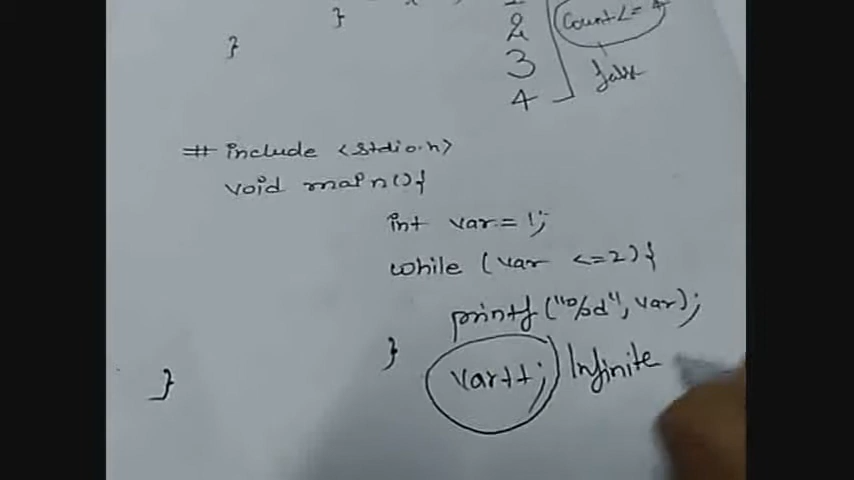 }
}
2
3
4
Count <= 4
false
# include <stdio.h>
void main(){
int var = 1;
while (var <=2){
printf("%d", var);
}
var++; Infinite
}